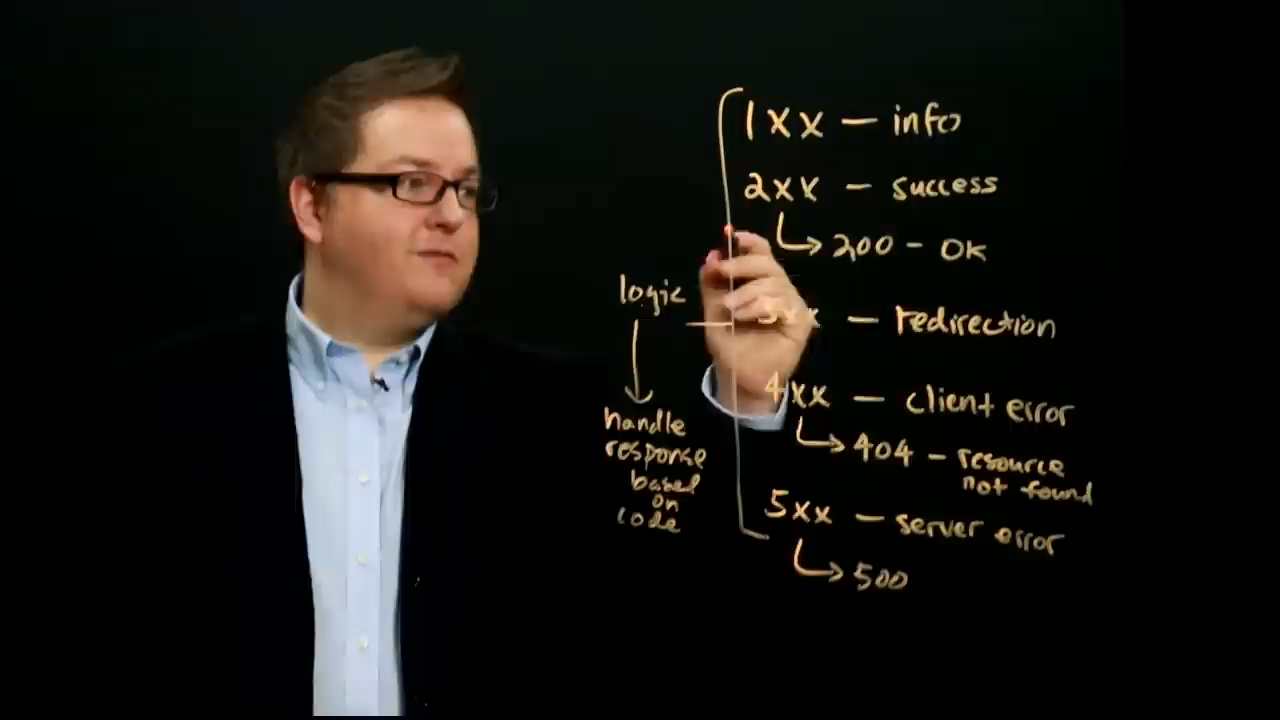 1xx — info
2xx — success
200 - OK
logic
3xx — redirection
4xx — client error
handle
404 - resource
response
not found
based
on
5xx — server error
code
500